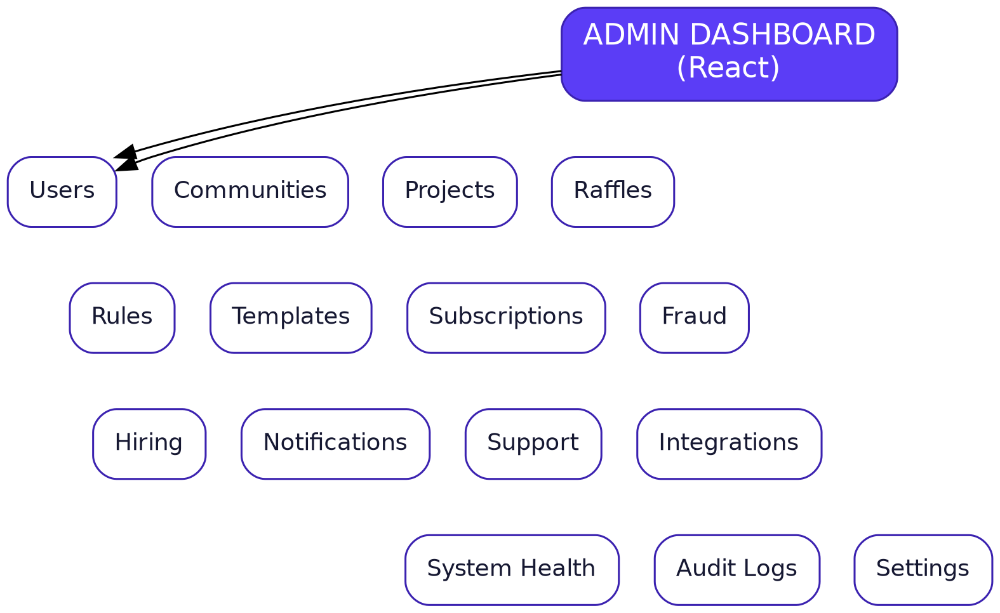 ADMIN DASHBOARD
(React)
Users
Communities
Projects
Raffles
Rules
Templates
Subscriptions
Fraud
Hiring
Notifications
Support
Integrations
System Health
Audit Logs
Settings